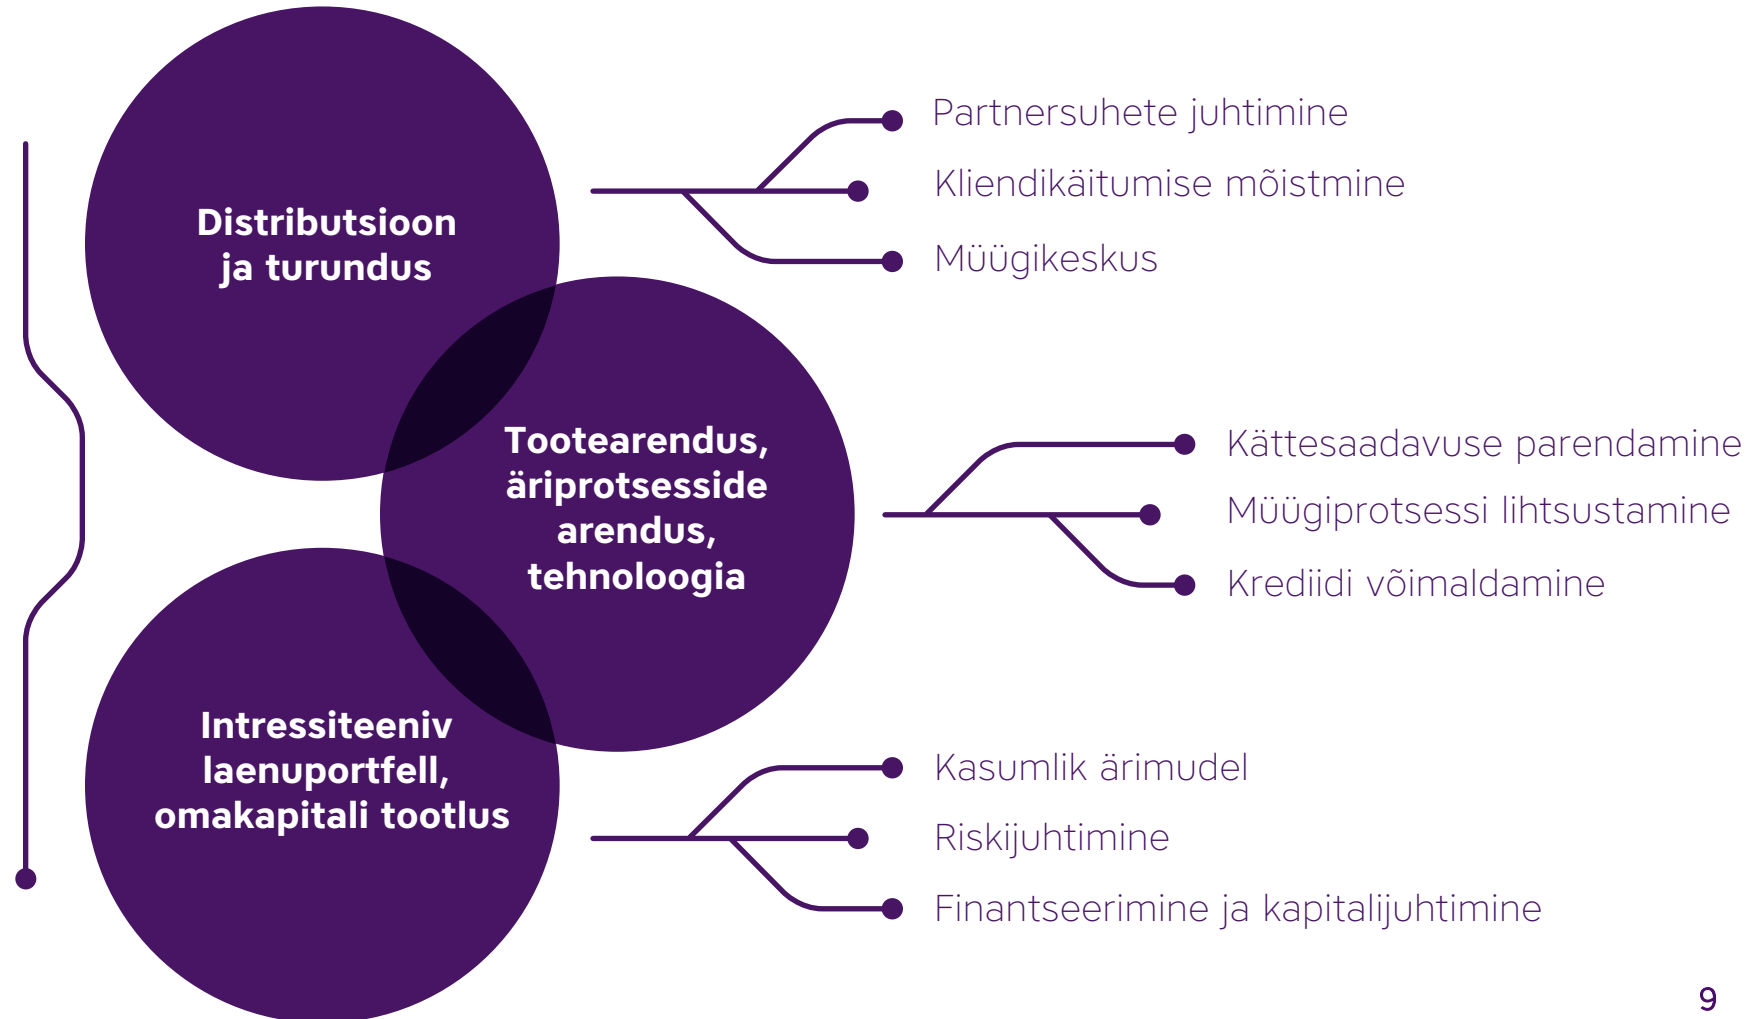 Distributsioon
ja turundus
Partnersuhete juhtimine
Kliendikäitumise mõistmine
Müügikeskus
Tootearendus,
äriprotsesside
arendus,
tehnoloogia
Kättesaadavuse parendamine
Müügiprotsessi lihtsustamine
Krediidi võimaldamine
Intressiteeniv
laenuportfell,
omakapitali tootlus
Kasumlik ärimudel
Riskijuhtimine
Finantseerimine ja kapitalijuhtimine
9